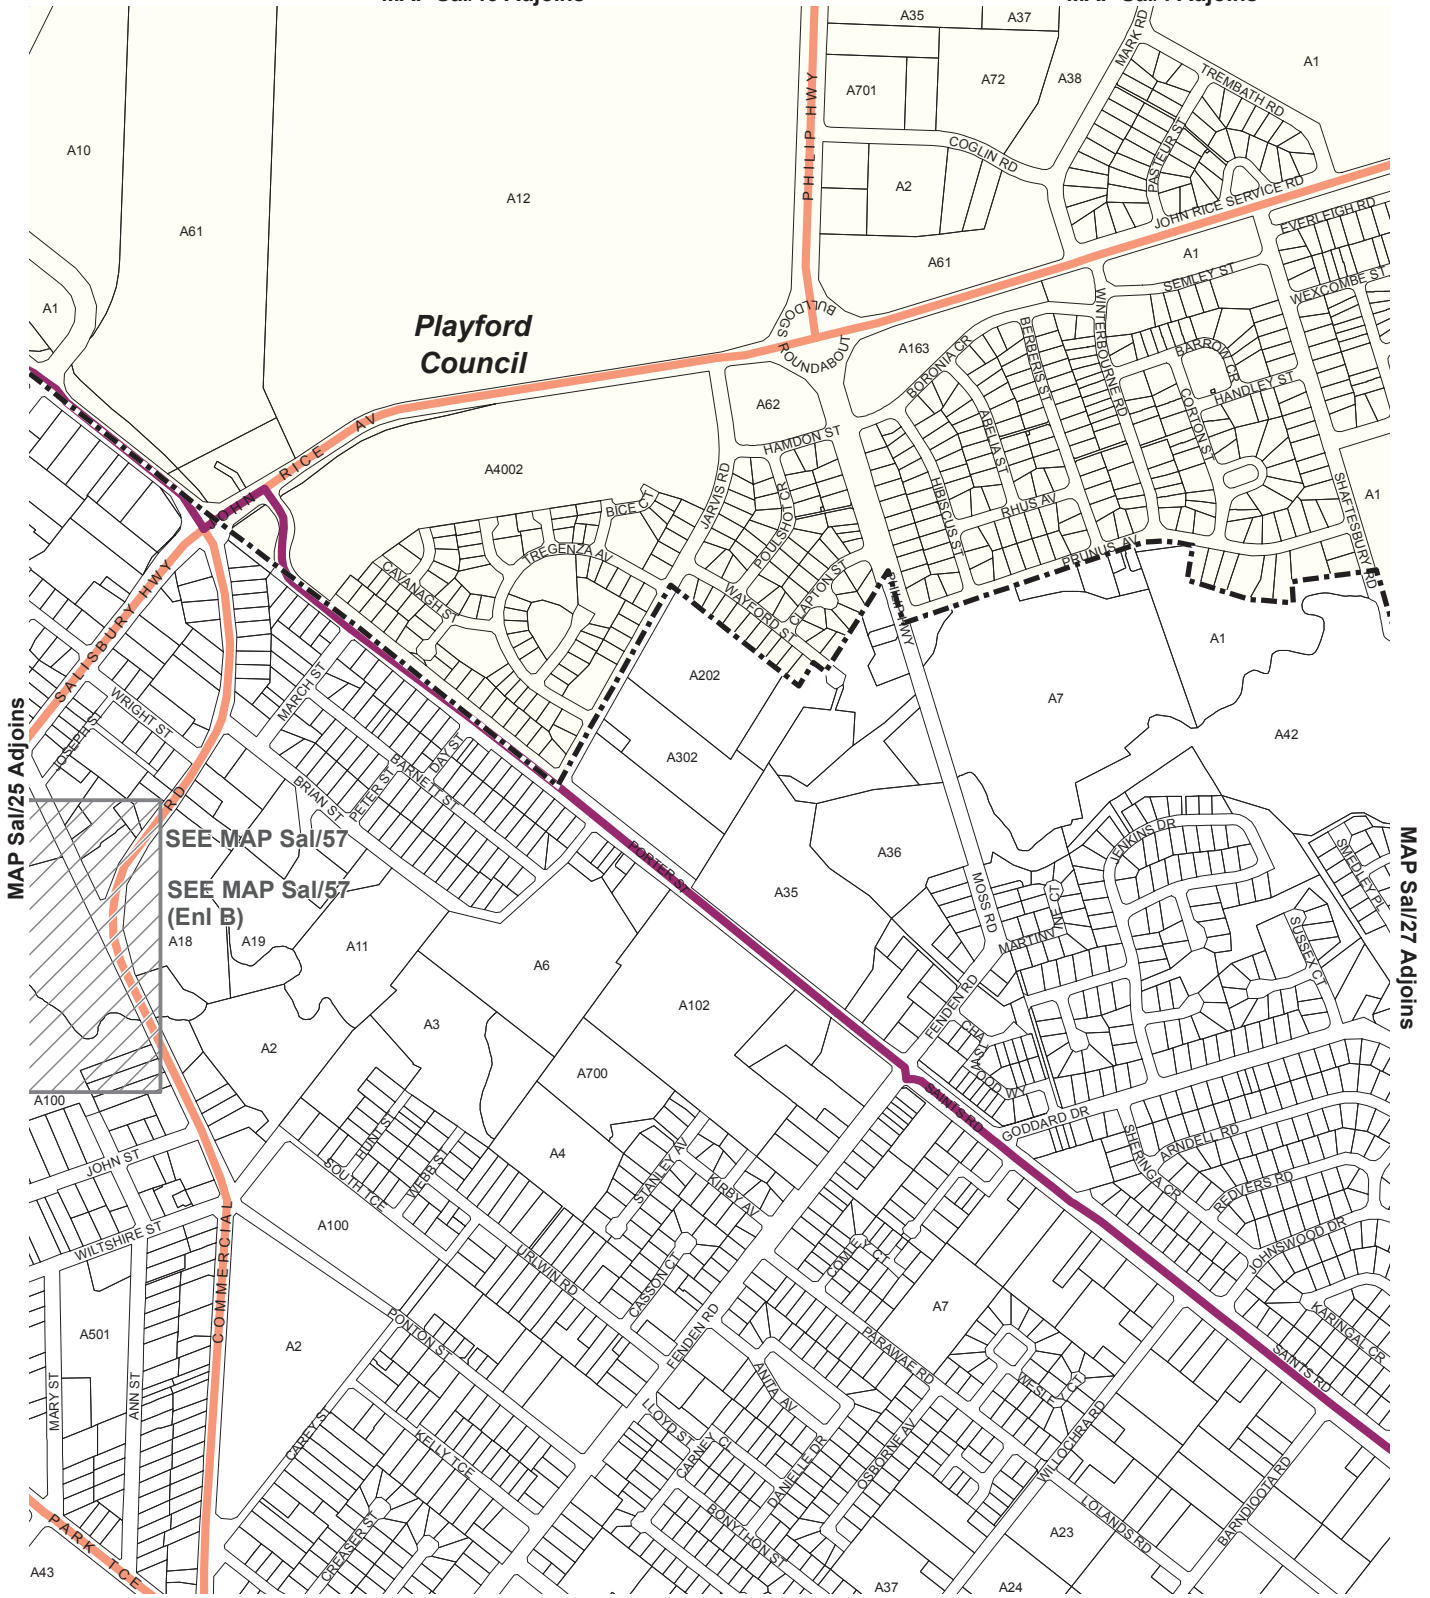 A35
A37
MARK RD
A1
TREMBATH RD
A72
A38
A701
PHILIP HWY
PASTEUR ST
COGLIN RD
A10
A2
A12
JOHN RICE SERVICE RD
EVERLEIGH RD
A61
A61
A1
SEMLEY ST
WEXCOMBE ST
A1
BULLDOGS ROUNDABOUT
WINTERBOURNE RD
BERBERIS ST
Playford
Council
A163
BORONIA CR
BARROW CR
HANDLEY ST
A62
ABELIA ST
CORTON ST
JOHN RICE AV
HAMDON ST
A4002
JARVIS RD
POULSHOT CR
HIBISCUS ST
RHUS AV
SHAFTESBURY RD
A1
BICE CT
TREGENZA AV
PRUNUS AV
CAVANAGH ST
CLAPTON ST
WAYFORD ST
PHILIP HWY
SALISBURY HWY
A1
MARCH ST
A202
A7
WRIGHT ST
JOSEPH ST
A42
MAP Sal/25 Adjoins
A302
DAY ST
BARNETT ST
PETER ST
BRIAN ST
RD
SEE MAP Sal/57
SEE MAP Sal/57
(Enl B)
PORTER ST
A36
JENKINS DR
SMEDLEY PL
MAP Sal/27 Adjoins
A35
MOSS RD
MARTIN CT
SUSSEX CT
A18
A19
A11
A6
A102
FENDEN RD
A3
A2
A700
CHASTWOOD WY
A100
SAINTS RD
GODDARD DR
HUNT ST
A4
SHERINGA CR
ARNDELL RD
JOHN ST
SOUTH TCE
WEBB ST
STANLEY AV
KIRBY AV
REDVERS RD
A100
WILTSHIRE ST
JOHNSWOOD DR
URLWIN RD
CASSON CT
COMLEY CT
COMMERCIAL
A501
A2
PONTON ST
FENDEN RD
A7
PARAWAE RD
KARINGAL CR
SAINTS RD
MARY ST
ANN ST
ANITA AV
WESLEY CT
CAREY ST
KELLY TCE
LLOYD ST
CARNEY
DANIELLE DR
OSBORNE AV
WILLOCHRA RD
BARNDIOOTA RD
LOLANDS RD
PARK TCE
CREASER ST
BONYTHON ST
A23
A43
A37
A24